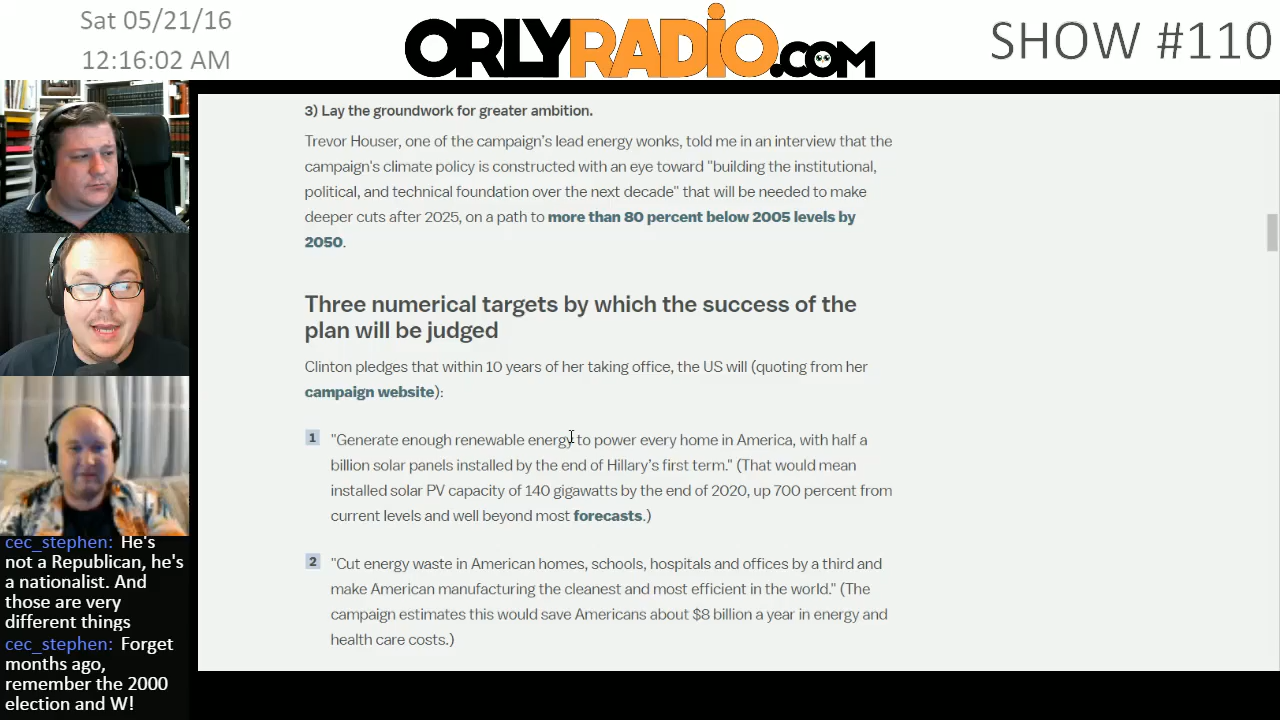 Sat 05/21/16
12:16:02 AM
ORLYRADIO.COM
SHOW #110
3) Lay the groundwork for greater ambition.
Trevor Houser, one of the campaign's lead energy wonks, told me in an interview that the
campaign's climate policy is constructed with an eye toward "building the institutional,
political, and technical foundation over the next decade" that will be needed to make
deeper cuts after 2025, on a path to more than 80 percent below 2005 levels by
2050.
Three numerical targets by which the success of the
plan will be judged
Clinton pledges that within 10 years of her taking office, the US will (quoting from her
campaign website):
1 "Generate enough renewable energy to power every home in America, with half a
billion solar panels installed by the end of Hillary's first term." (That would mean
installed solar PV capacity of 140 gigawatts by the end of 2020, up 700 percent from
current levels and well beyond most forecasts.)
2 "Cut energy waste in American homes, schools, hospitals and offices by a third and
make American manufacturing the cleanest and most efficient in the world." (The
campaign estimates this would save Americans about $8 billion a year in energy and
health care costs.)
cec_stephen: He's
not a Republican, he's
a nationalist. And
those are very
different things
cec_stephen: Forget
months ago,
remember the 2000
election and W!